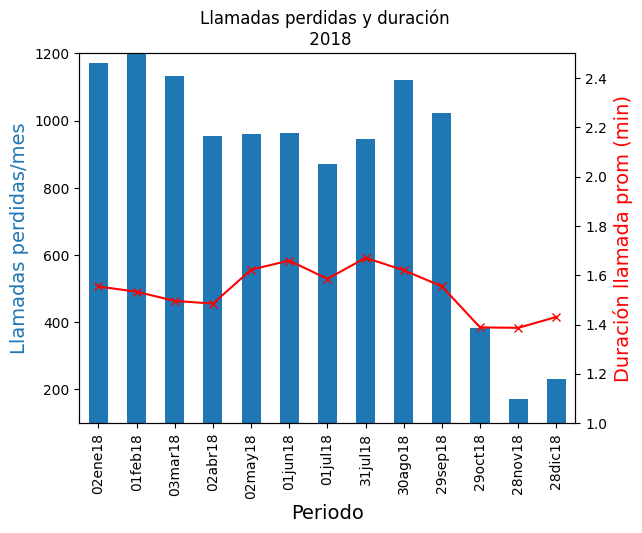 Llamadas perdidas y duración
2018
Llamadas perdidas/mes
1200
1000
800
600
400
200
2.4
2.2
2.0
1.8
1.6
1.4
1.2
1.0
Duración llamada prom (min)
02ene18
01feb18
03mar18
02abr18
02may18
01jun18
01jul18
31jul18
30ago18
29sep18
29oct18
28nov18
28dic18
Periodo